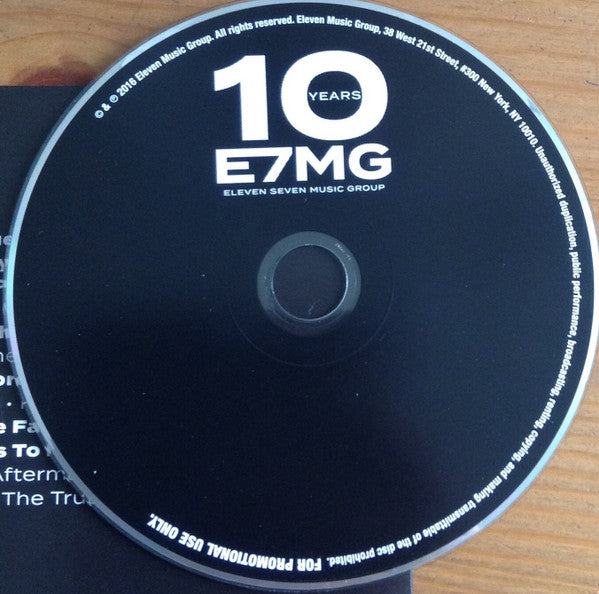 © & ℗ 2016 Eleven Music Group. All rights reserved. Eleven Music Group, 38 West 21st Street, #300 New York, NY 10010. Unauthorized duplication, public performance, broadcasting, renting, copying, and making transmittable of the disc prohibited. FOR PROMOTIONAL USE ONLY.
10
YEARS
E7MG
ELEVEN SEVEN MUSIC GROUP
To
The